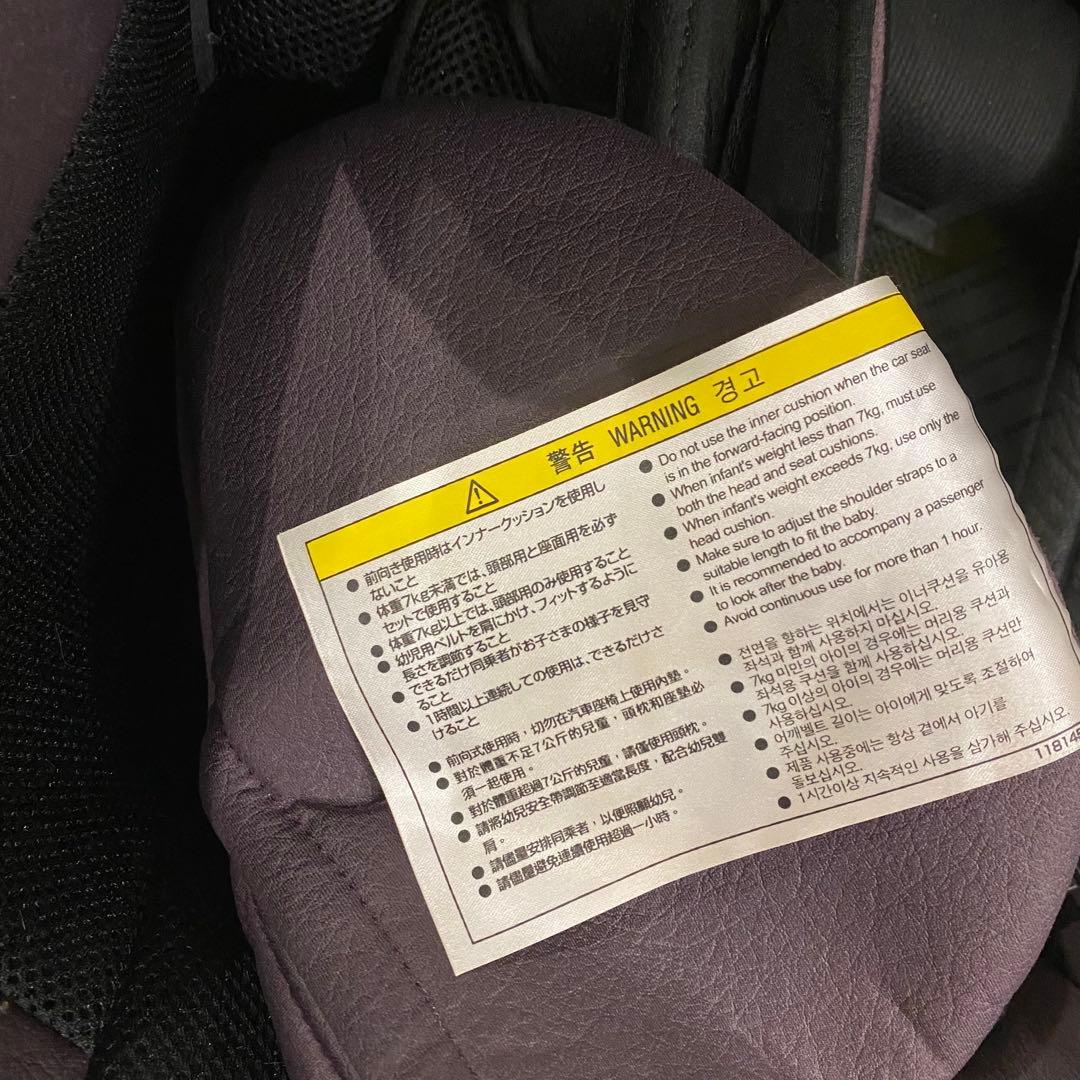 警告 WARNING 경고
● 前向き使用時はインナークッションを使用し
ないこと
● 体重7kg未満では、頭部用と座面用を必ず
セットで使用すること
● 体重7kg以上では、頭部用のみ使用すること
● 幼児用ベルトを肩にかけ、フィットするように
長さを調節すること
● できるだけ同乗者がお子さまの様子を見守
ること
● 1時間以上連続しての使用は、できるだけさ
けること
● 前向式使用時，切勿在汽車座椅上使用內墊。
● 對於體重不足7公斤的兒童，頭枕和座墊必
須一起使用。
● 對於體重超過7公斤的兒童，請僅使用頭枕。
● 請將幼兒安全帶調節至適當長度，配合幼兒雙
肩。
● 請儘量安排同乘者，以便照顧幼兒。
● 請儘量避免連續使用超過一小時。
● Do not use the inner cushion when the car seat
is in the forward-facing position.
● When infant's weight less than 7kg, must use
both the head and seat cushions.
● When infant's weight exceeds 7kg, use only the
head cushion.
● Make sure to adjust the shoulder straps to a
suitable length to fit the baby.
● It is recommended to accompany a passenger
to look after the baby.
● Avoid continuous use for more than 1 hour.
● 전면을 향하는 위치에서는 이너쿠션을 유아용
좌석과 함께 사용하지 마십시오.
● 7kg 미만의 아이의 경우에는 머리용 쿠션과
좌석용 쿠션을 함께 사용하십시오.
● 7kg 이상의 아이의 경우에는 머리용 쿠션만
사용하십시오.
● 어깨벨트 길이는 아이에게 맞도록 조절하여
주십시오.
● 제품 사용중에는 항상 곁에서 아기를
돌보십시오.
● 1시간이상 지속적인 사용을 삼가해 주십시오.